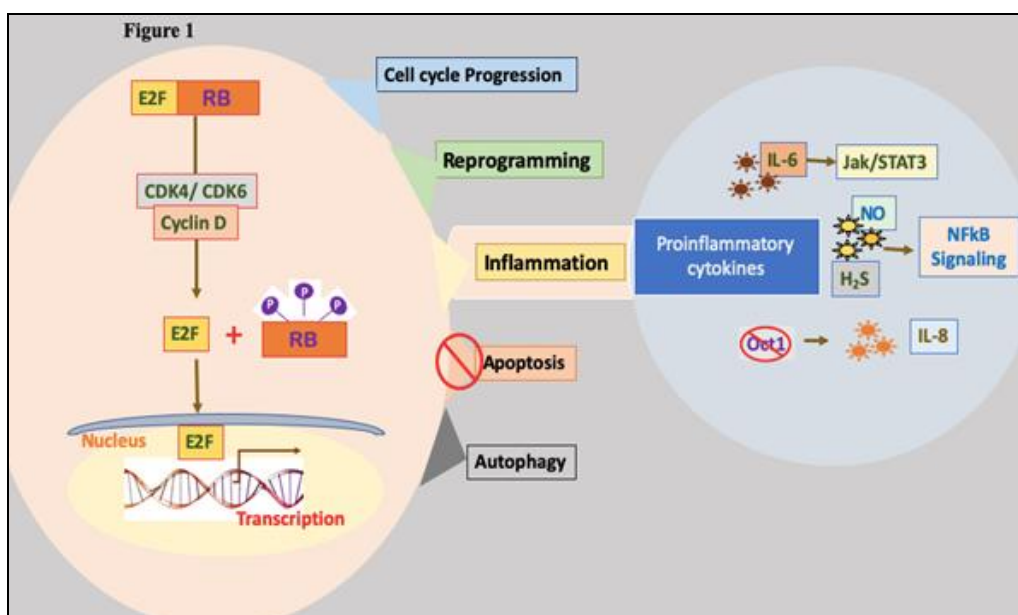 Figure 1
E2F RB
CDK4/ CDK6
Cyclin D
E2F + RB
P P P
Nucleus
E2F
Transcription
Cell cycle Progression
Reprogramming
Inflammation
Apoptosis
Autophagy
Proinflammatory
cytokines
IL-6
Jak/STAT3
NO
H₂S
NFkB
Signaling
Oct1
IL-8